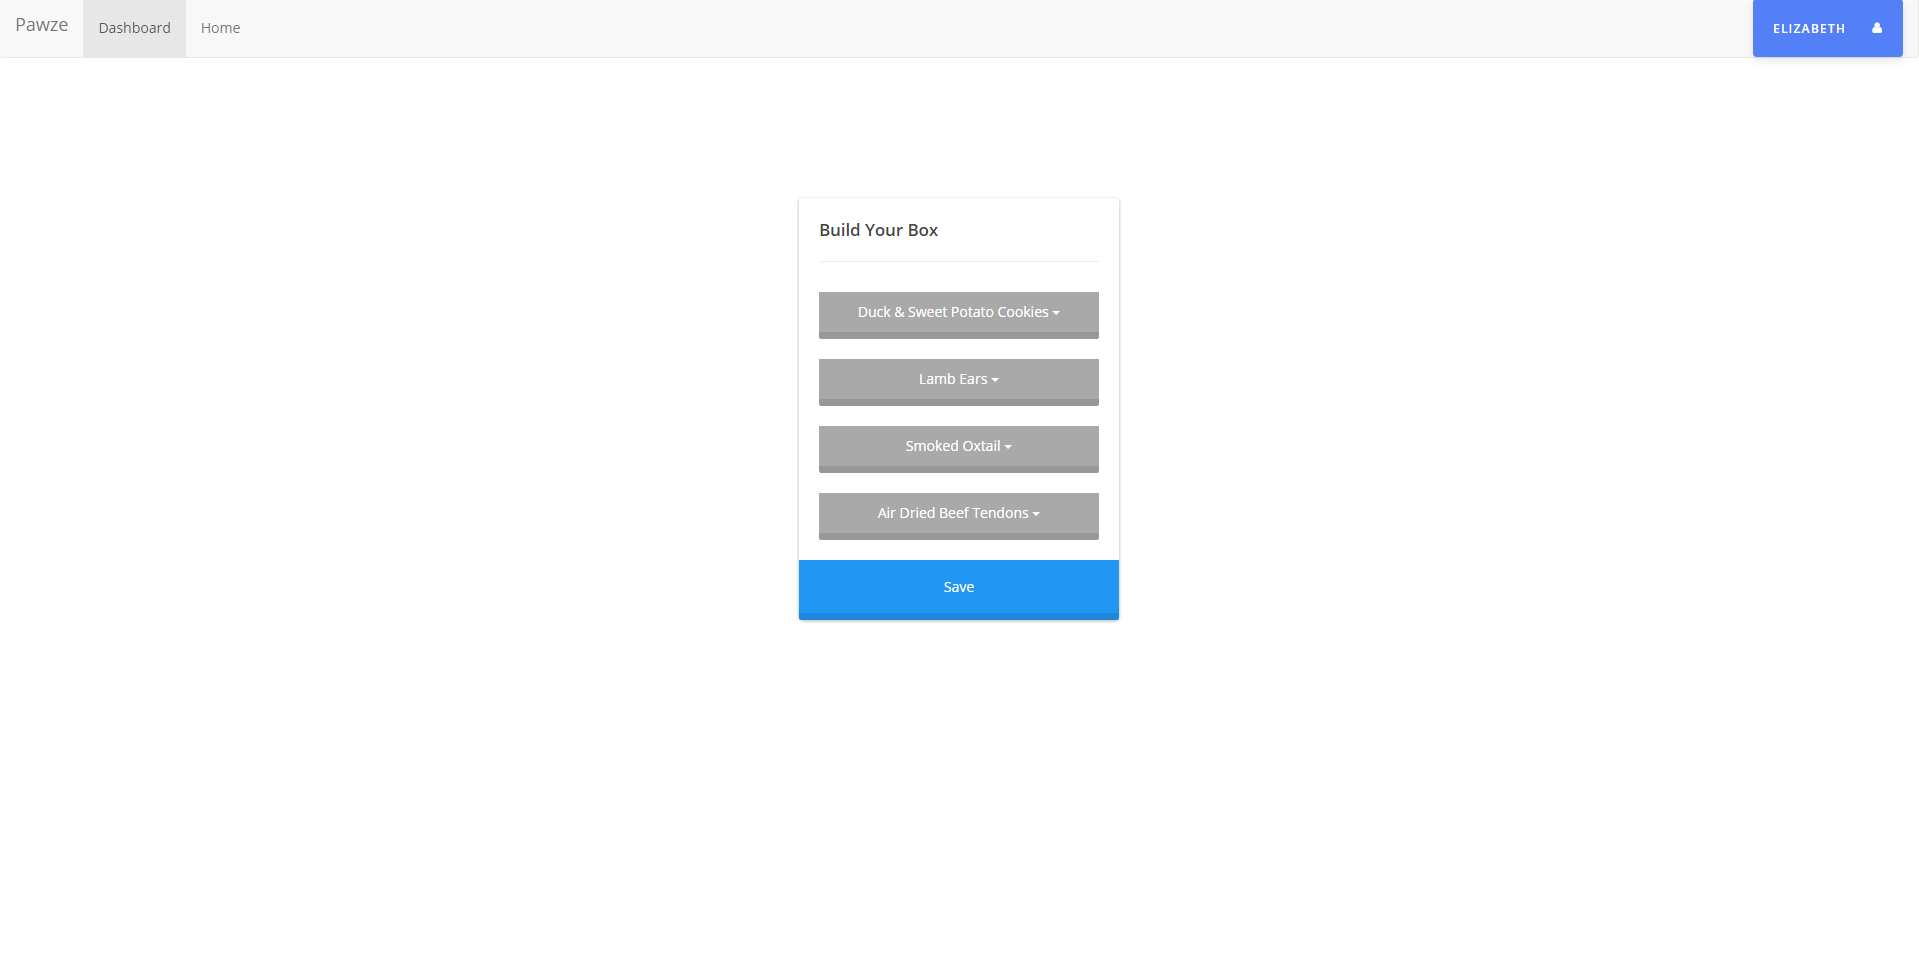 Pawze
Dashboard
Home
ELIZABETH
Build Your Box
Duck & Sweet Potato Cookies
Lamb Ears
Smoked Oxtail
Air Dried Beef Tendons
Save